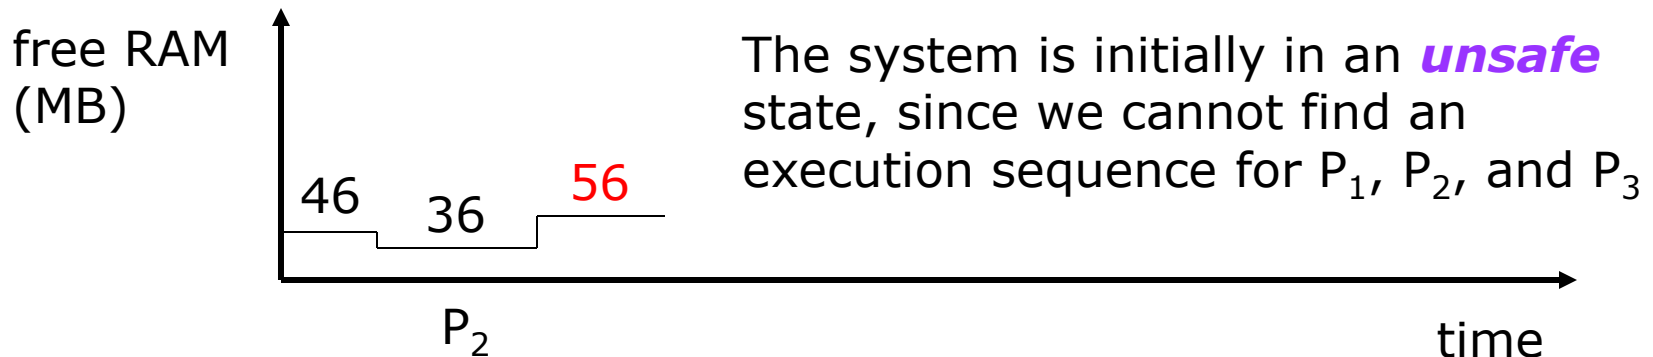 free RAM
(MB)
The system is initially in an unsafe
state, since we cannot find an
execution sequence for P₁, P₂, and P₃
46
36
56
P₂
time